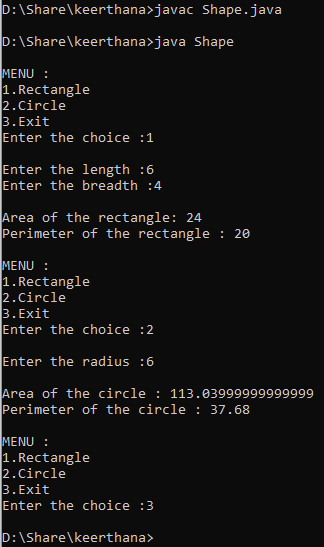 D:\Share\keerthana>javac Shape.java
D:\Share\keerthana>java Shape
MENU :
1.Rectangle
2.Circle
3.Exit
Enter the choice :1
Enter the length :6
Enter the breadth :4
Area of the rectangle: 24
Perimeter of the rectangle : 20
MENU :
1.Rectangle
2.Circle
3.Exit
Enter the choice :2
Enter the radius :6
Area of the circle : 113.03999999999999
Perimeter of the circle : 37.68
MENU :
1.Rectangle
2.Circle
3.Exit
Enter the choice :3
D:\Share\keerthana>